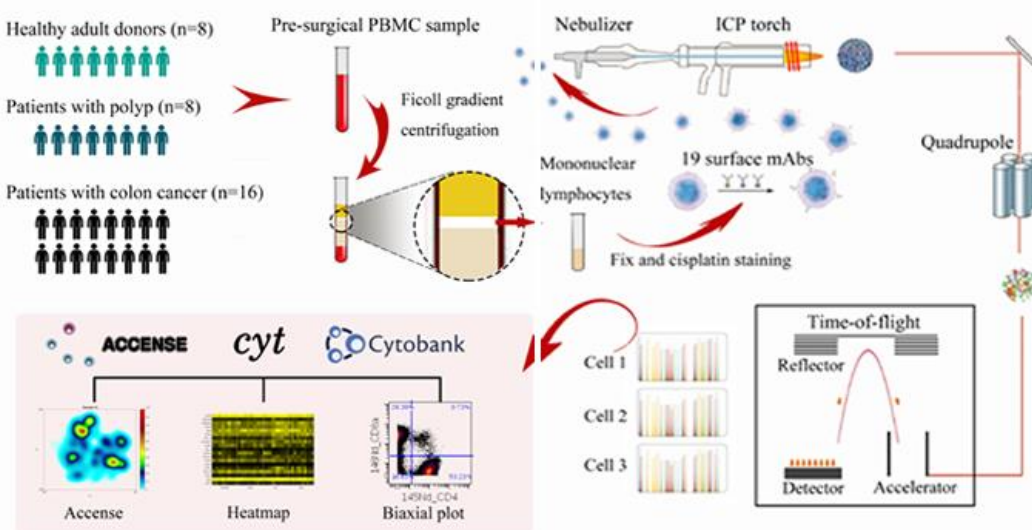 Healthy adult donors (n=8)
Patients with polyp (n=8)
Patients with colon cancer (n=16)
Pre-surgical PBMC sample
Ficoll gradient
centrifugation
Nebulizer
ICP torch
Quadrupole
Mononuclear
lymphocytes
19 surface mAbs
Fix and cisplatin staining
Time-of-flight
Reflector
Detector
Accelerator
Cell 1
Cell 2
Cell 3
ACCENSE
cyt
Cytobank
Accense
Heatmap
Biaxial plot
145Nd_CD4